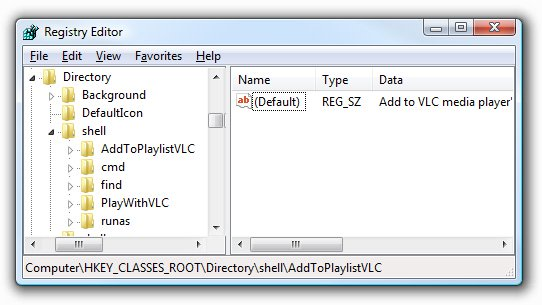 Registry Editor
File Edit View Favorites Help
Directory
Background
DefaultIcon
shell
AddToPlaylistVLC
cmd
find
PlayWithVLC
runas
Name Type Data
ab (Default) REG_SZ Add to VLC media player'
Computer\HKEY_CLASSES_ROOT\Directory\shell\AddToPlaylistVLC